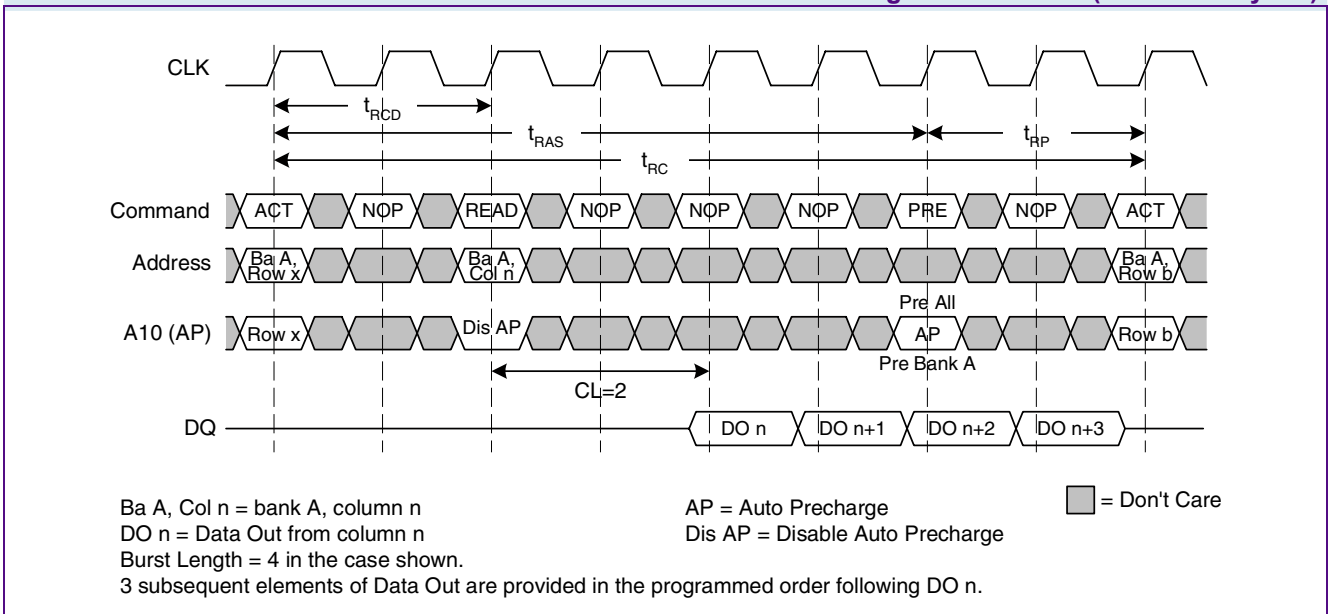 CLK
tRCD
tRAS
tRP
tRC
Command ACT NOP READ NOP NOP NOP PRE NOP ACT
Address Ba A, Row x Ba A, Col n Ba A, Row b
Pre All
A10 (AP) Row x Dis AP AP Row b
Pre Bank A
CL=2
DQ DO n DO n+1 DO n+2 DO n+3
Ba A, Col n = bank A, column n
DO n = Data Out from column n
Burst Length = 4 in the case shown.
3 subsequent elements of Data Out are provided in the programmed order following DO n.
AP = Auto Precharge
Dis AP = Disable Auto Precharge
= Don't Care